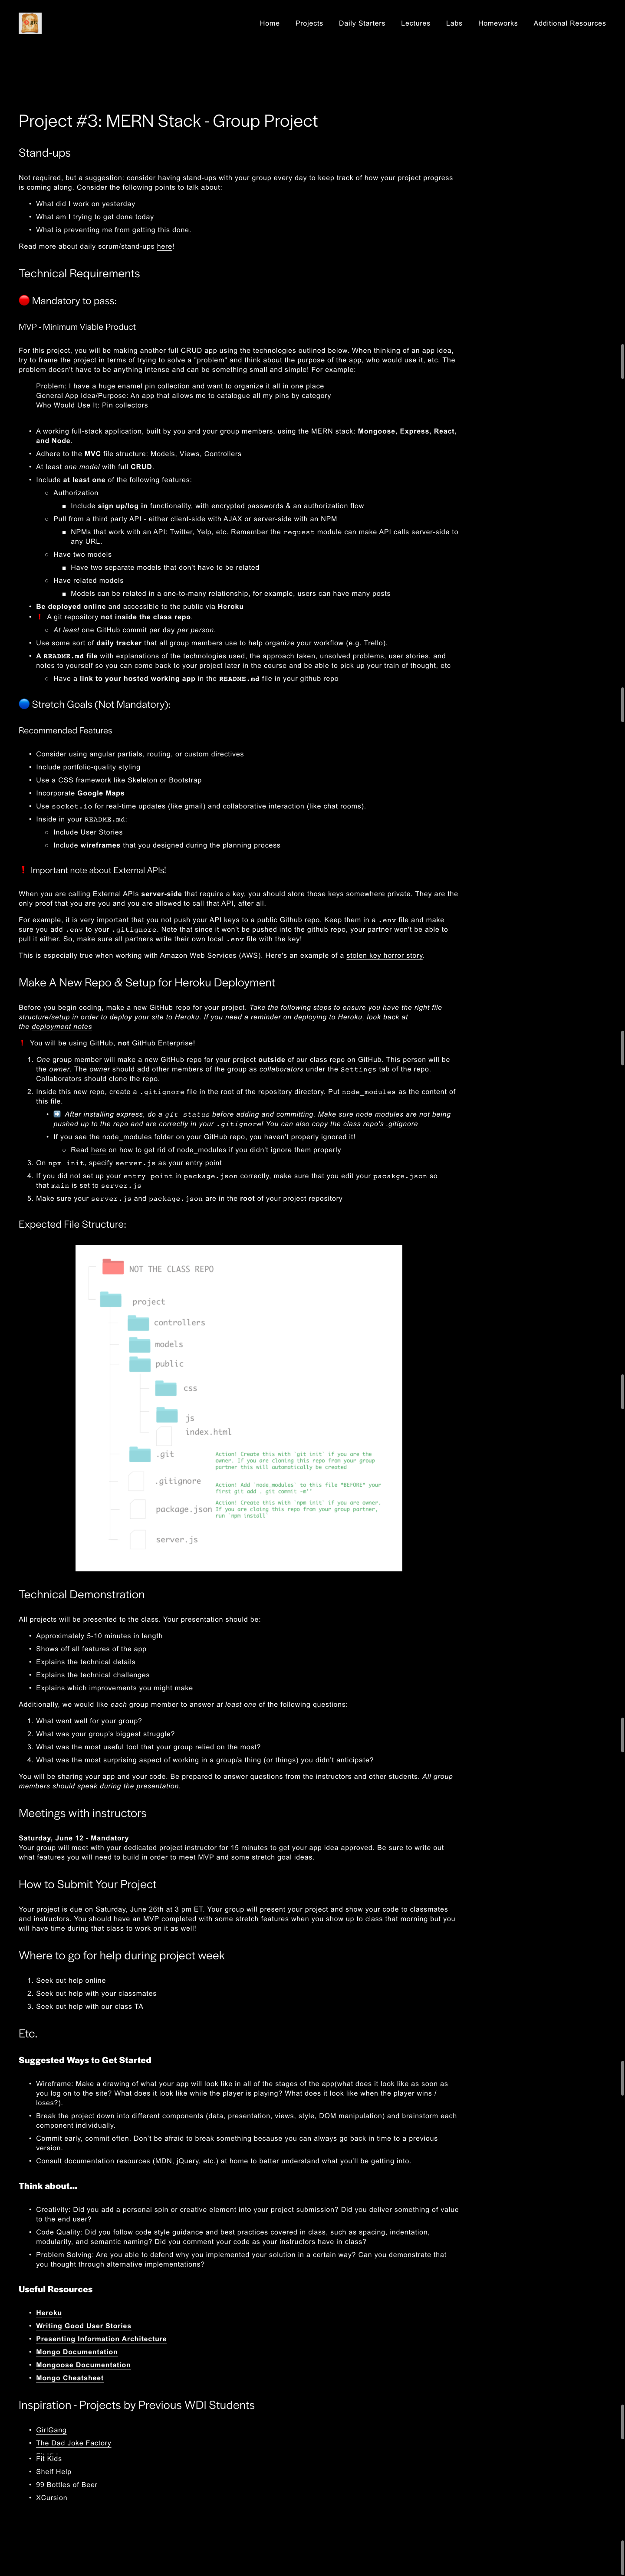 Home Projects Daily Starters Lectures Labs Homeworks Additional Resources
Project #3: MERN Stack - Group Project
Stand-ups
Not required, but a suggestion: consider having stand-ups with your group every day to keep track of how your project progress
is coming along. Consider the following points to talk about:
• What did I work on yesterday
• What am I trying to get done today
• What is preventing me from getting this done.
Read more about daily scrum/stand-ups here!
Technical Requirements
🔴 Mandatory to pass:
MVP - Minimum Viable Product
For this project, you will be making another full CRUD app using the technologies outlined below. When thinking of an app idea,
try to frame the project in terms of trying to solve a "problem" and think about the purpose of the app, who would use it, etc. The
problem doesn't have to be anything intense and can be something small and simple! For example:
Problem: I have a huge enamel pin collection and want to organize it all in one place
General App Idea/Purpose: An app that allows me to catalogue all my pins by category
Who Would Use It: Pin collectors
• A working full-stack application, built by you and your group members, using the MERN stack: Mongoose, Express, React,
and Node.
• Adhere to the MVC file structure: Models, Views, Controllers
• At least one model with full CRUD.
• Include at least one of the following features:
○ Authorization
■ Include sign up/log in functionality, with encrypted passwords & an authorization flow
○ Pull from a third party API - either client-side with AJAX or server-side with an NPM
■ NPMs that work with an API: Twitter, Yelp, etc. Remember the request module can make API calls server-side to
any URL.
○ Have two models
■ Have two separate models that don't have to be related
○ Have related models
■ Models can be related in a one-to-many relationship, for example, users can have many posts
• Be deployed online and accessible to the public via Heroku
• ❗ A git repository not inside the class repo.
○ At least one GitHub commit per day per person.
• Use some sort of daily tracker that all group members use to help organize your workflow (e.g. Trello).
• A README.md file with explanations of the technologies used, the approach taken, unsolved problems, user stories, and
notes to yourself so you can come back to your project later in the course and be able to pick up your train of thought, etc
○ Have a link to your hosted working app in the README.md file in your github repo
🔵 Stretch Goals (Not Mandatory):
Recommended Features
• Consider using angular partials, routing, or custom directives
• Include portfolio-quality styling
• Use a CSS framework like Skeleton or Bootstrap
• Incorporate Google Maps
• Use socket.io for real-time updates (like gmail) and collaborative interaction (like chat rooms).
• Inside in your README.md:
○ Include User Stories
○ Include wireframes that you designed during the planning process
❗ Important note about External APIs!
When you are calling External APIs server-side that require a key, you should store those keys somewhere private. They are the
only proof that you are you and you are allowed to call that API, after all.
For example, it is very important that you not push your API keys to a public Github repo. Keep them in a .env file and make
sure you add .env to your .gitignore. Note that since it won't be pushed into the github repo, your partner won't be able to
pull it either. So, make sure all partners write their own local .env file with the key!
This is especially true when working with Amazon Web Services (AWS). Here's an example of a stolen key horror story.
Make A New Repo & Setup for Heroku Deployment
Before you begin coding, make a new GitHub repo for your project. Take the following steps to ensure you have the right file
structure/setup in order to deploy your site to Heroku. If you need a reminder on deploying to Heroku, look back at
the deployment notes
❗ You will be using GitHub, not GitHub Enterprise!
1. One group member will make a new GitHub repo for your project outside of our class repo on GitHub. This person will be
the owner. The owner should add other members of the group as collaborators under the Settings tab of the repo.
Collaborators should clone the repo.
2. Inside this new repo, create a .gitignore file in the root of the repository directory. Put node_modules as the content of
this file.
• ➡️ After installing express, do a git status before adding and committing. Make sure node modules are not being
pushed up to the repo and are correctly in your .gitignore! You can also copy the class repo's .gitignore
• If you see the node_modules folder on your GitHub repo, you haven't properly ignored it!
○ Read here on how to get rid of node_modules if you didn't ignore them properly
3. On npm init, specify server.js as your entry point
4. If you did not set up your entry point in package.json correctly, make sure that you edit your pacakge.json so
that main is set to server.js
5. Make sure your server.js and package.json are in the root of your project repository
Expected File Structure:
NOT THE CLASS REPO
project
controllers
models
public
css
js
index.html
.git
Action! Create this with `git init` if you are the
owner. If you are cloning this repo from your group
partner this will automatically be created
.gitignore
Action! Add `node_modules` to this file *BEFORE* your
first git add . git commit -m""
package.json
Action! Create this with `npm init` if you are owner.
If you are cloing this repo from your group partner,
run `npm install
server.js
Technical Demonstration
All projects will be presented to the class. Your presentation should be:
• Approximately 5-10 minutes in length
• Shows off all features of the app
• Explains the technical details
• Explains the technical challenges
• Explains which improvements you might make
Additionally, we would like each group member to answer at least one of the following questions:
1. What went well for your group?
2. What was your group's biggest struggle?
3. What was the most useful tool that your group relied on the most?
4. What was the most surprising aspect of working in a group/a thing (or things) you didn't anticipate?
You will be sharing your app and your code. Be prepared to answer questions from the instructors and other students. All group
members should speak during the presentation.
Meetings with instructors
Saturday, June 12 - Mandatory
Your group will meet with your dedicated project instructor for 15 minutes to get your app idea approved. Be sure to write out
what features you will need to build in order to meet MVP and some stretch goal ideas.
How to Submit Your Project
Your project is due on Saturday, June 26th at 3 pm ET. Your group will present your project and show your code to classmates
and instructors. You should have an MVP completed with some stretch features when you show up to class that morning but you
will have time during that class to work on it as well!
Where to go for help during project week
1. Seek out help online
2. Seek out help with your classmates
3. Seek out help with our class TA
Etc.
Suggested Ways to Get Started
• Wireframe: Make a drawing of what your app will look like in all of the stages of the app(what does it look like as soon as
you log on to the site? What does it look like while the player is playing? What does it look like when the player wins /
loses?).
• Break the project down into different components (data, presentation, views, style, DOM manipulation) and brainstorm each
component individually.
• Commit early, commit often. Don't be afraid to break something because you can always go back in time to a previous
version.
• Consult documentation resources (MDN, jQuery, etc.) at home to better understand what you'll be getting into.
Think about...
• Creativity: Did you add a personal spin or creative element into your project submission? Did you deliver something of value
to the end user?
• Code Quality: Did you follow code style guidance and best practices covered in class, such as spacing, indentation,
modularity, and semantic naming? Did you comment your code as your instructors have in class?
• Problem Solving: Are you able to defend why you implemented your solution in a certain way? Can you demonstrate that
you thought through alternative implementations?
Useful Resources
• Heroku
• Writing Good User Stories
• Presenting Information Architecture
• Mongo Documentation
• Mongoose Documentation
• Mongo Cheatsheet
Inspiration - Projects by Previous WDI Students
• GirlGang
• The Dad Joke Factory
• Fit Kids
• Shelf Help
• 99 Bottles of Beer
• XCursion